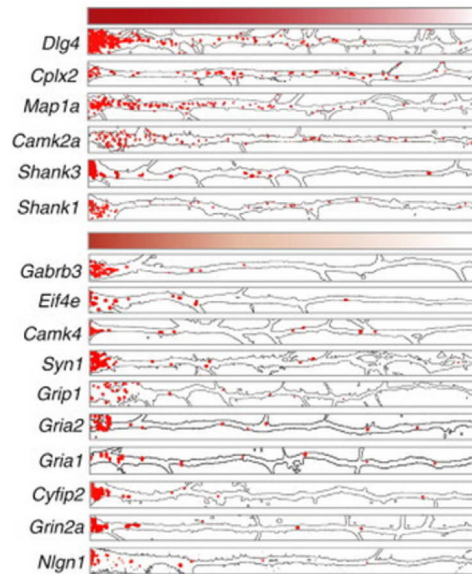 Dlg4
Cplx2
Map1a
Camk2a
Shank3
Shank1
Gabrb3
Eif4e
Camk4
Syn1
Grip1
Gria2
Gria1
Cyfip2
Grin2a
Nlgn1